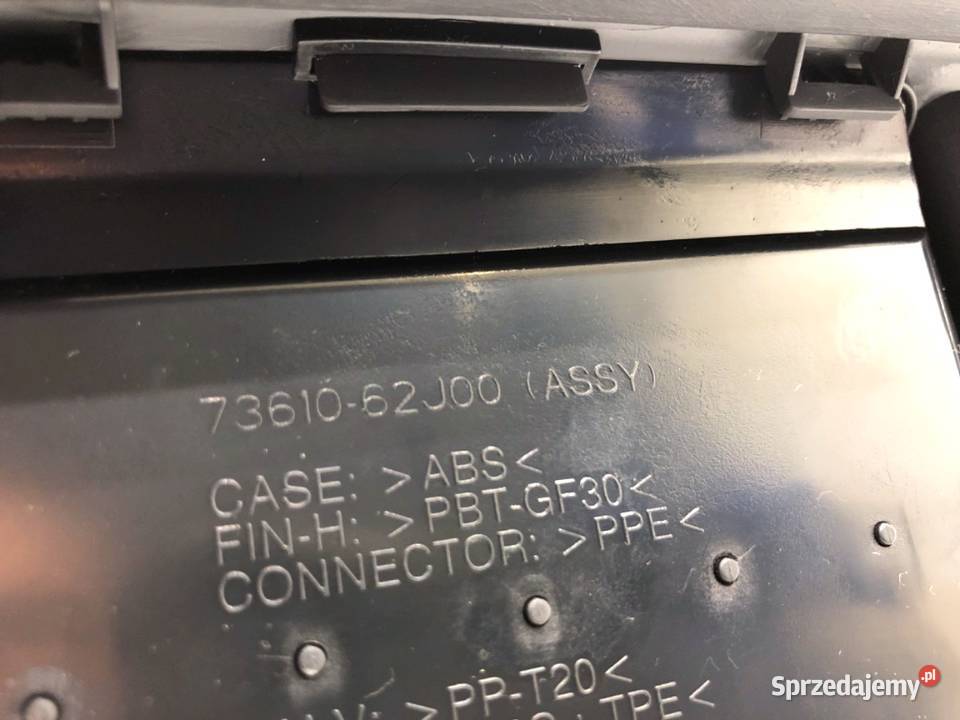 73610-62J00 (ASSY)
CASE: >ABS<
FIN-H: >PBT-GF30<
CONNECTOR: >PPE<
>PP-T20<
TPE<
Sprzedajemy.pl